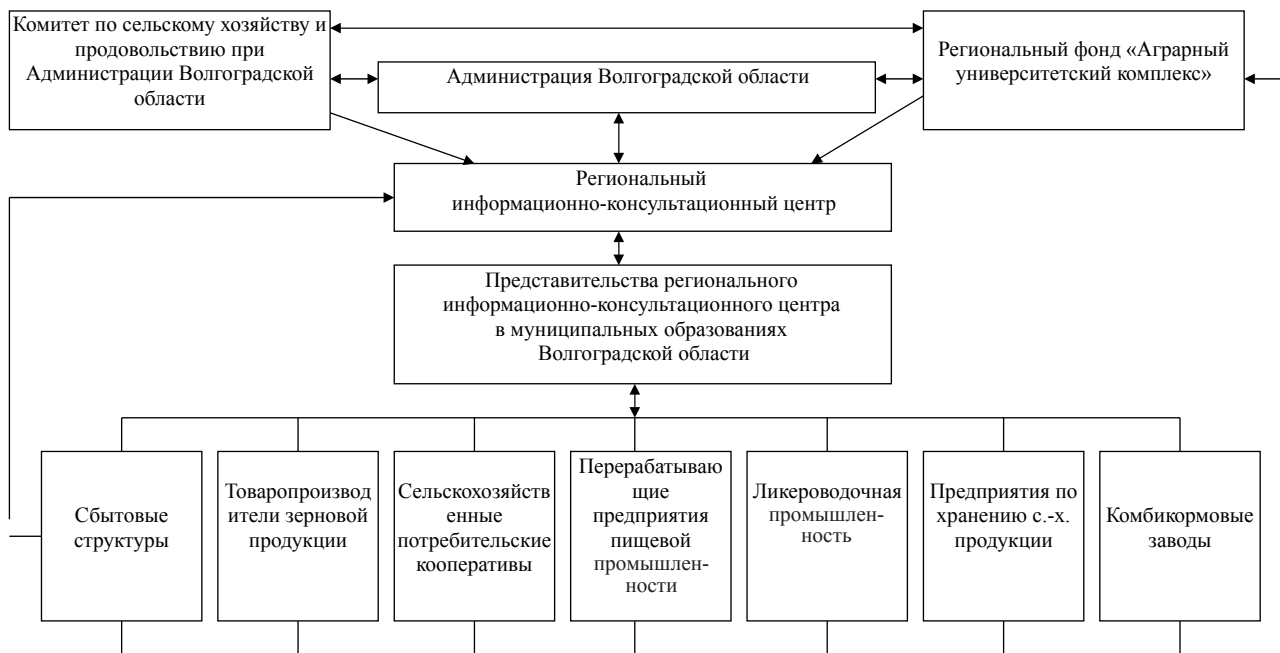 Комитет по сельскому хозяйству и
продовольствию при
Администрации Волгоградской
области
Администрация Волгоградской области
Региональный фонд «Аграрный
университетский комплекс»
Региональный
информационно-консультационный центр
Представительства регионального
информационно-консультационного центра
в муниципальных образованиях
Волгоградской области
Сбытовые
структуры
Товаропроизвод
ители зерновой
продукции
Сельскохозяйств
енные
потребительские
кооперативы
Перерабатываю
щие
предприятия
пищевой
промышлен-
ности
Ликероводочная
промышлен-
ность
Предприятия по
хранению с.-х.
продукции
Комбикормовые
заводы